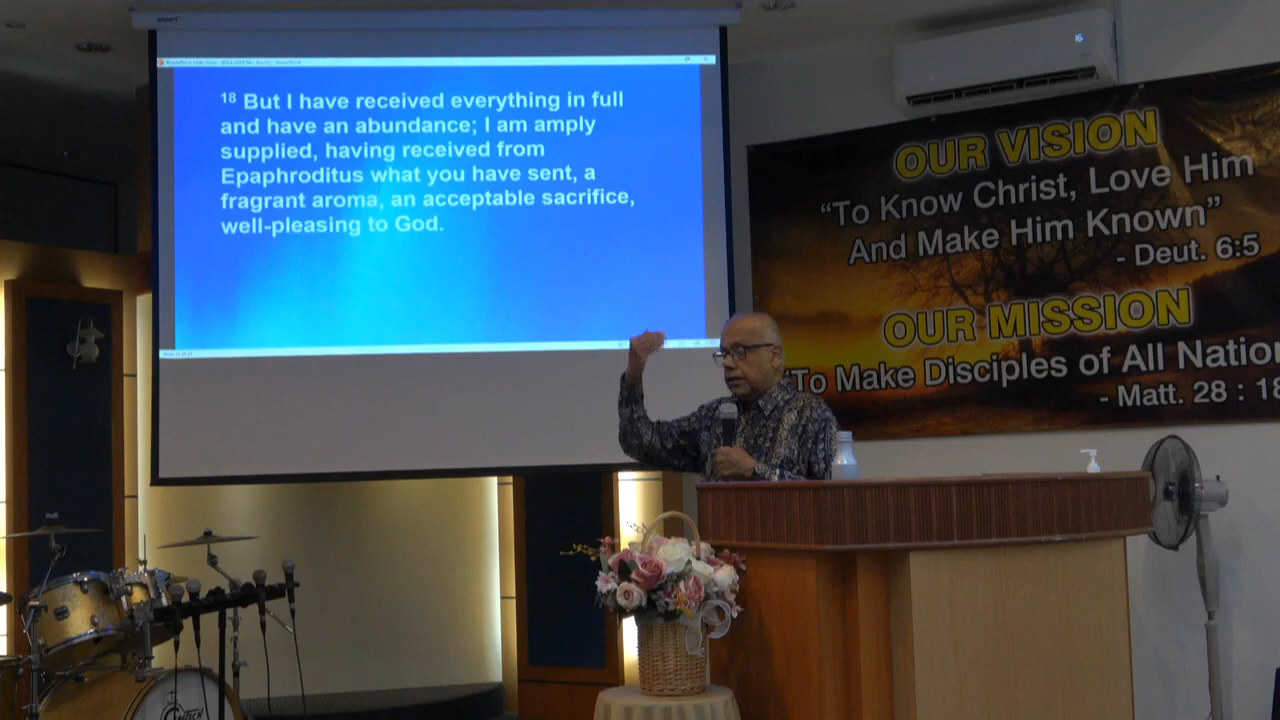 18 But I have received everything in full
and have an abundance; I am amply
supplied, having received from
Epaphroditus what you have sent, a
fragrant aroma, an acceptable sacrifice,
well-pleasing to God.
OUR VISION
“To Know Christ, Love Him
And Make Him Known”
- Deut. 6:5
OUR MISSION
“To Make Disciples of All Natio
- Matt. 28 : 18
16